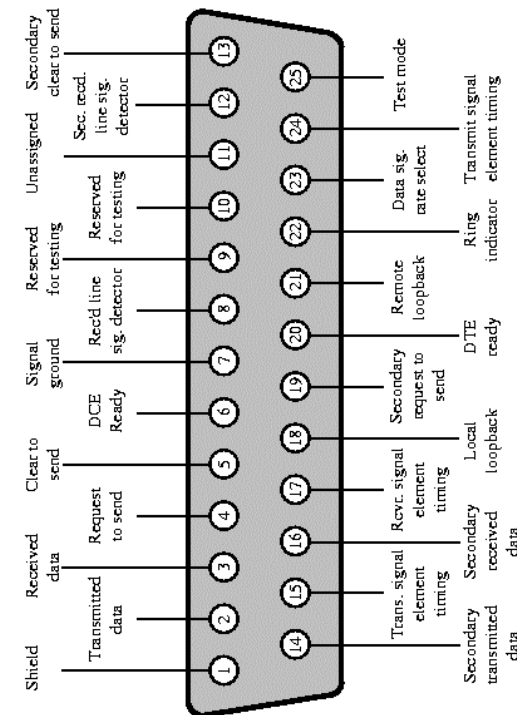 Shield
Transmitted
data
Received
data
Request
to send
Clear to
send
DCE
Ready
Signal
ground
Rec'd line
sig. detector
Reserved
for testing
Reserved
for testing
Unassigned
Sec. recd.
line sig.
detector
Secondary
clear to send
1
2
3
4
5
6
7
8
9
10
11
12
13
14
15
16
17
18
19
20
21
22
23
24
25
Secondary
transmitted
data
Trans. signal
element
timing
Secondary
received
data
Rcvr. signal
element
timing
Local
loopback
Secondary
request to
send
DTE
ready
Remote
loopback
Ring
indicator
Data sig.
rate select
Transmit signal
element timing
Test mode